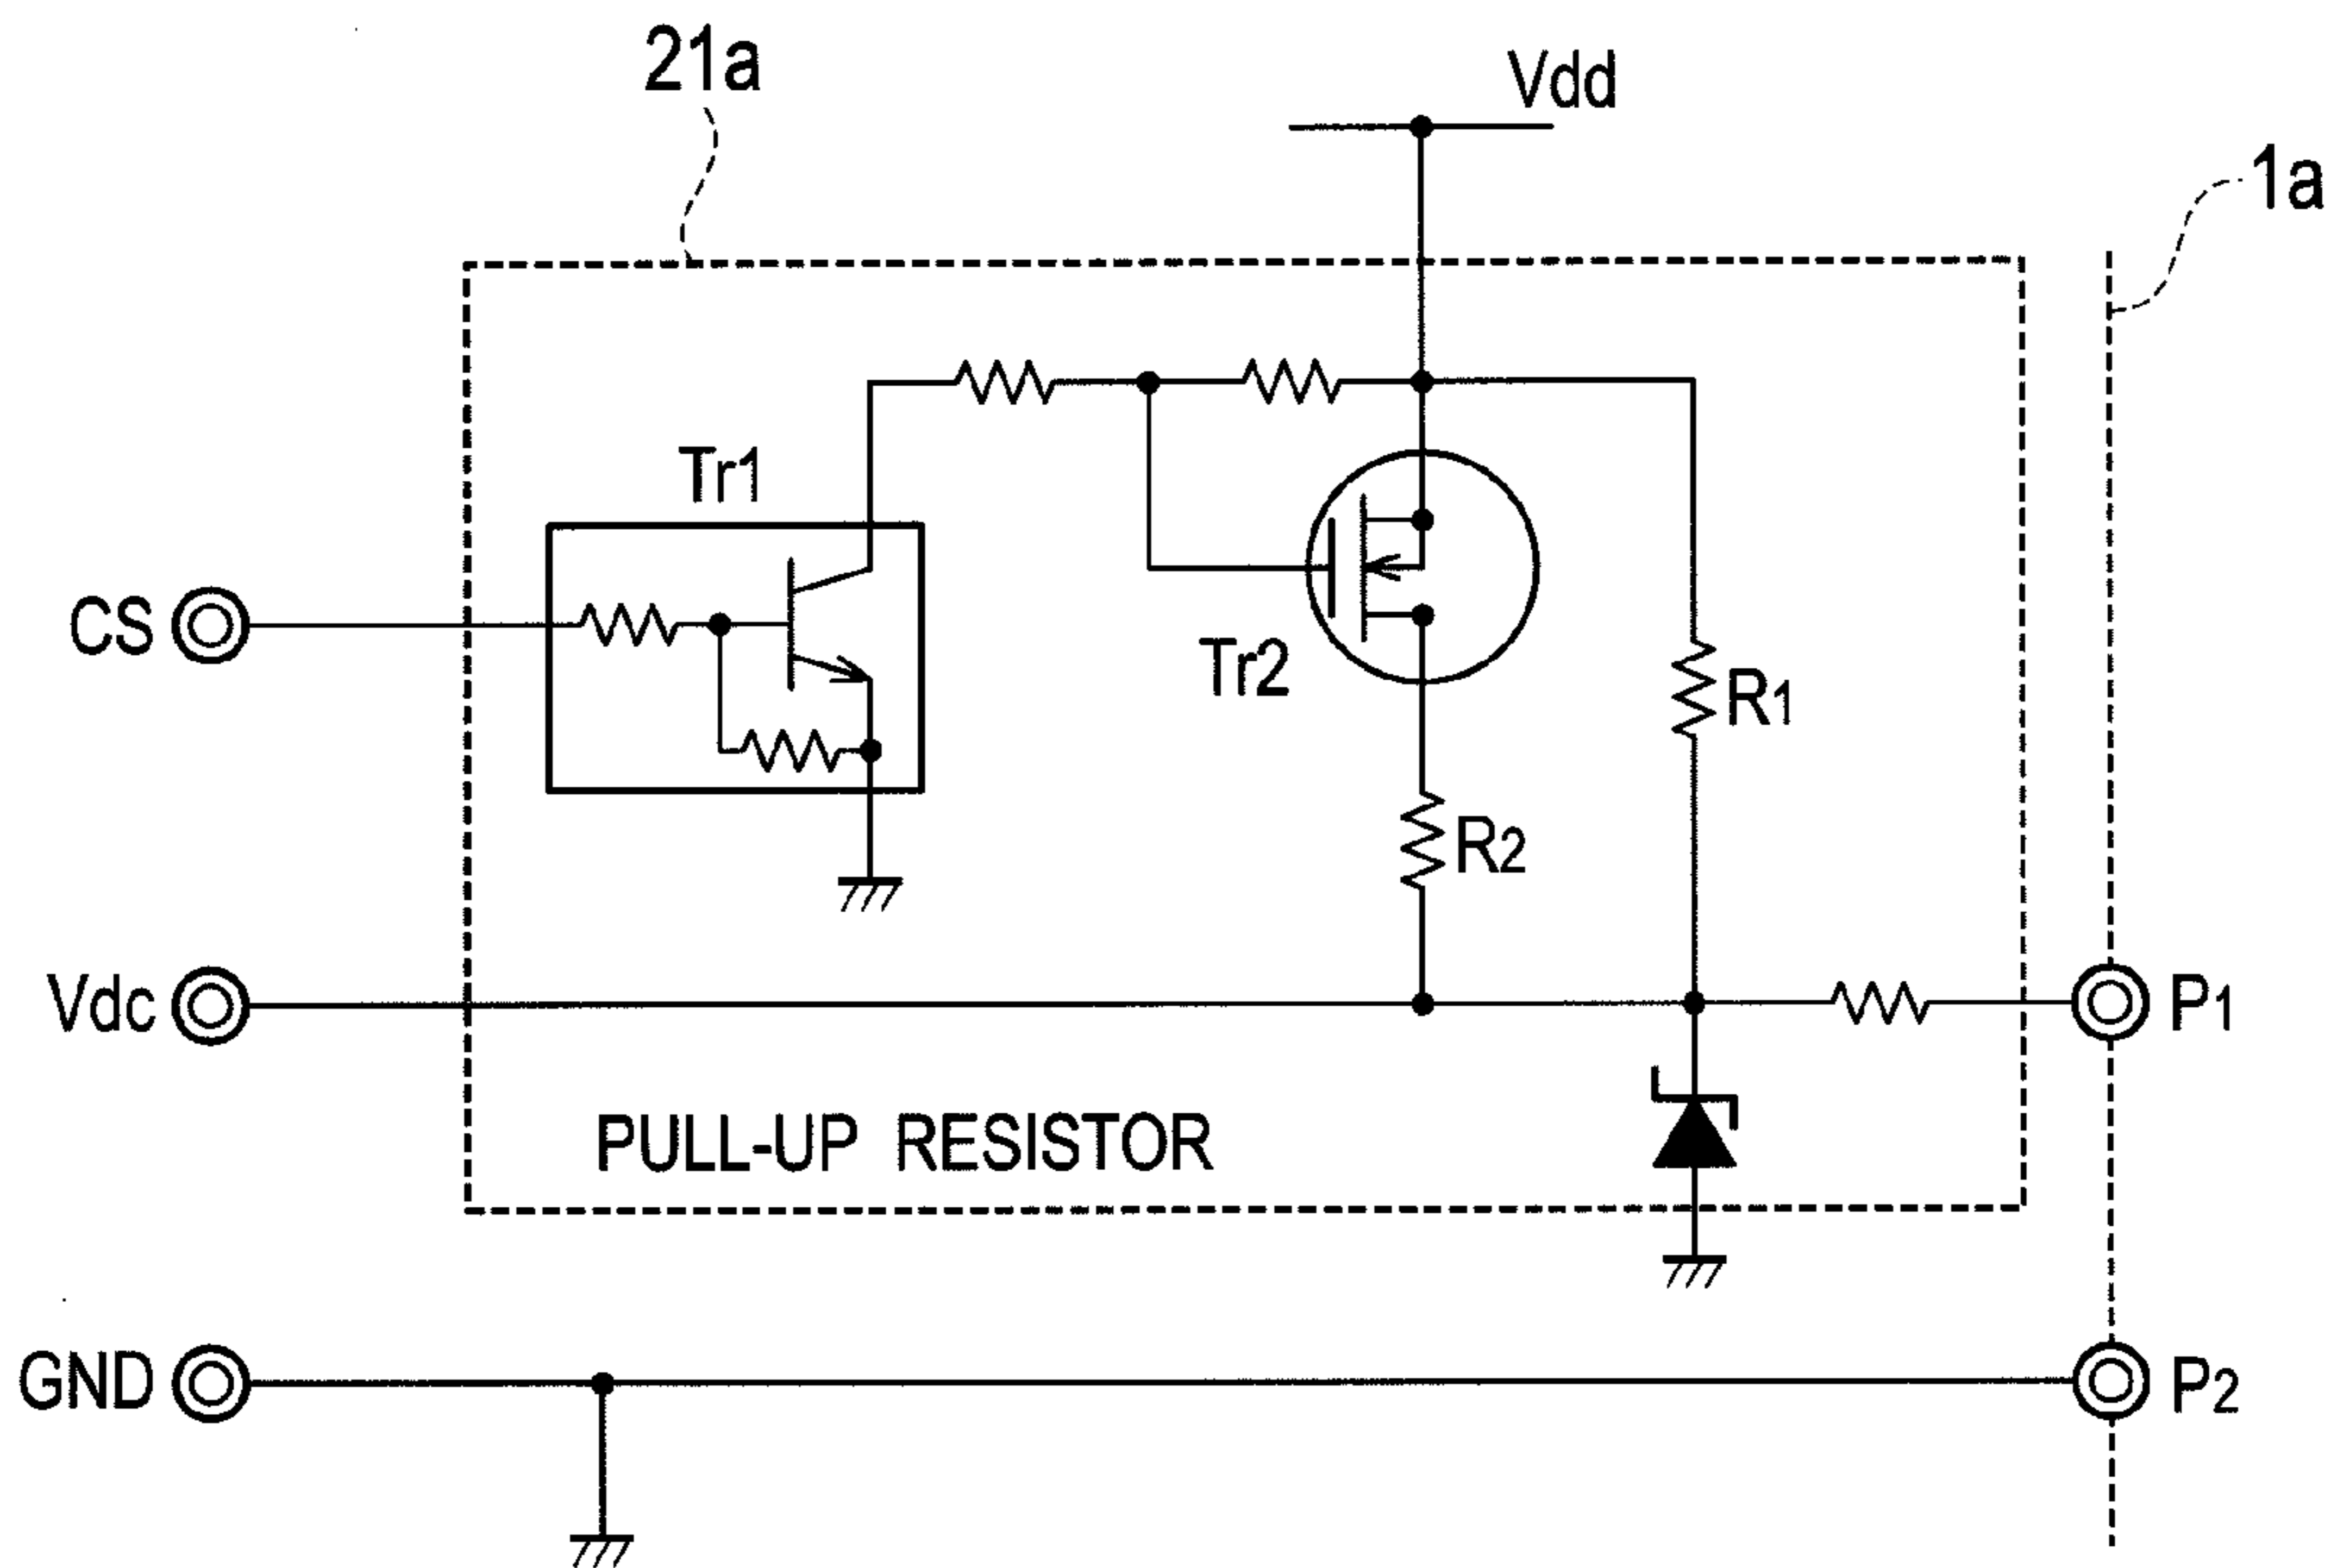 21a
Vdd
1a
Tr1
CS
Tr2
R1
R2
Vdc
P1
PULL-UP RESISTOR
GND
P2